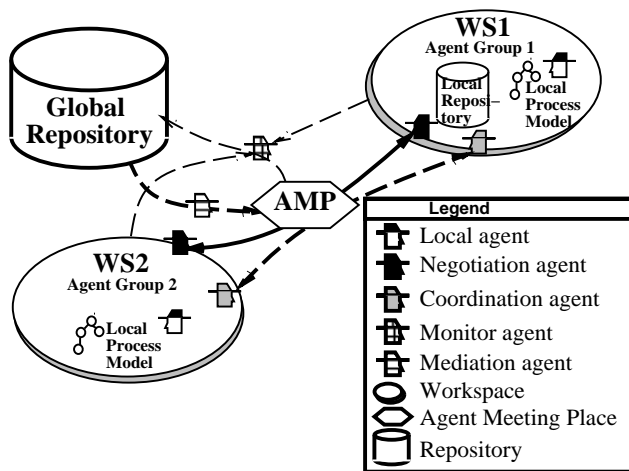 WS1
Agent Group 1
Local
Reposi-
tory
Local
Process
Model
Global
Repository
AMP
WS2
Agent Group 2
Local
Process
Model
Legend
Local agent
Negotiation agent
Coordination agent
Monitor agent
Mediation agent
Workspace
Agent Meeting Place
Repository